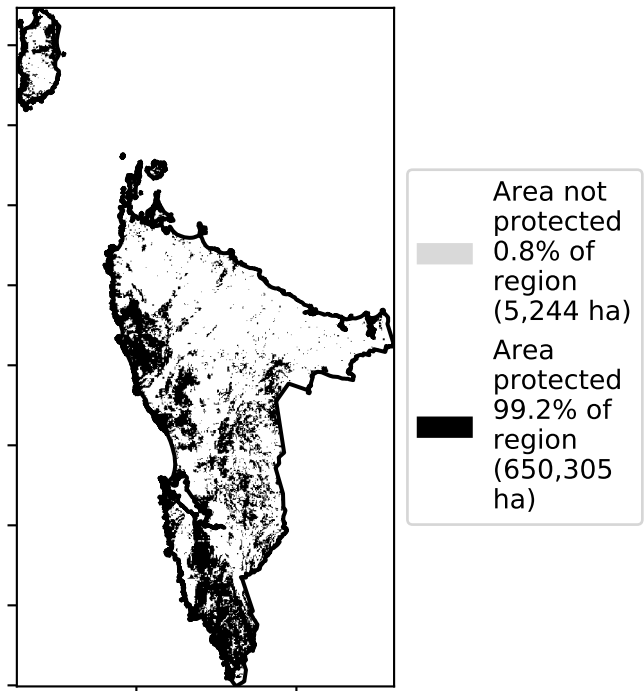 Area not
protected
0.8% of
region
(5,244 ha)
Area
protected
99.2% of
region
(650,305
ha)